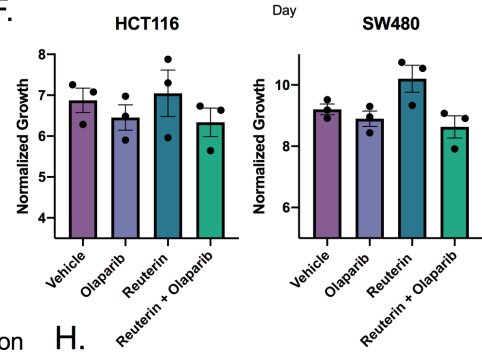 F.
Day
HCT116
SW480
Normalized Growth
8
7
6
5
4
Vehicle
Olaparib
Reuterin
Reuterin + Olaparib
Normalized Growth
10
8
6
Vehicle
Olaparib
Reuterin
Reuterin + Olaparib
on
H.